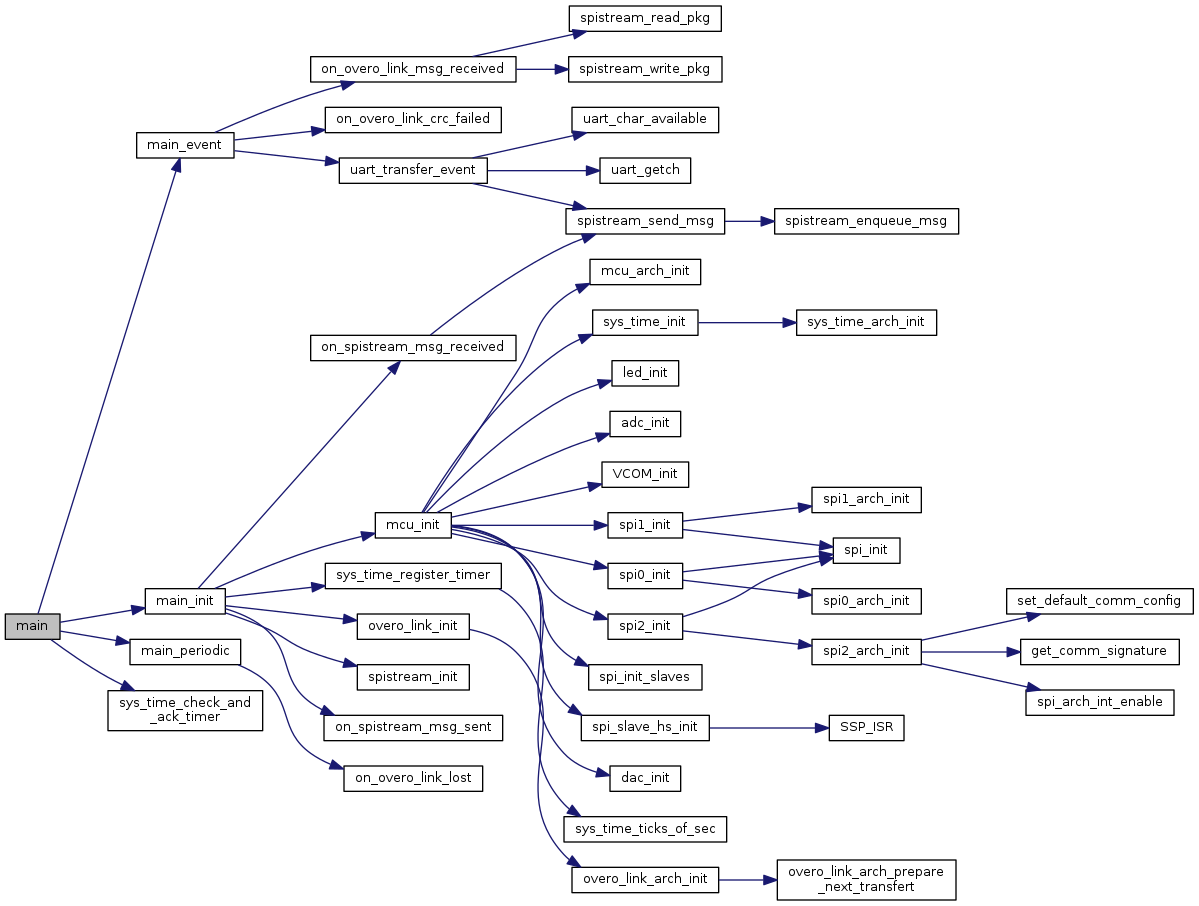 spistream_read_pkg
on_overo_link_msg_received
spistream_write_pkg
on_overo_link_crc_failed
uart_char_available
main_event
uart_transfer_event
uart_getch
spistream_send_msg
spistream_enqueue_msg
mcu_arch_init
sys_time_init
sys_time_arch_init
on_spistream_msg_received
led_init
adc_init
VCOM_init
spi1_arch_init
mcu_init
spi1_init
spi_init
sys_time_register_timer
spi0_init
main_init
spi0_arch_init
set_default_comm_config
main
overo_link_init
spi2_init
main_periodic
spi2_arch_init
get_comm_signature
spistream_init
spi_init_slaves
spi_arch_int_enable
sys_time_check_and
_ack_timer
on_spistream_msg_sent
spi_slave_hs_init
SSP_ISR
on_overo_link_lost
dac_init
sys_time_ticks_of_sec
overo_link_arch_init
overo_link_arch_prepare
_next_transfert